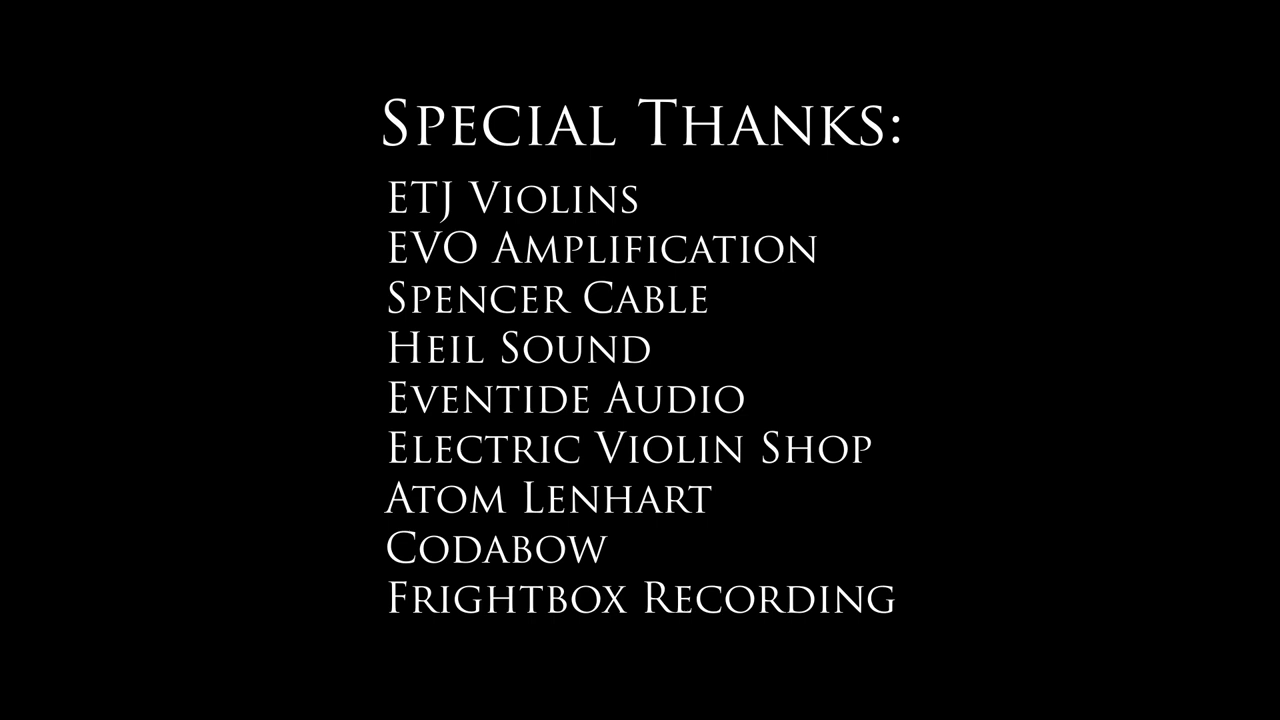 Special Thanks:
ETJ Violins
EVO Amplification
Spencer Cable
Heil Sound
Eventide Audio
Electric Violin Shop
Atom Lenhart
Codabow
Frightbox Recording